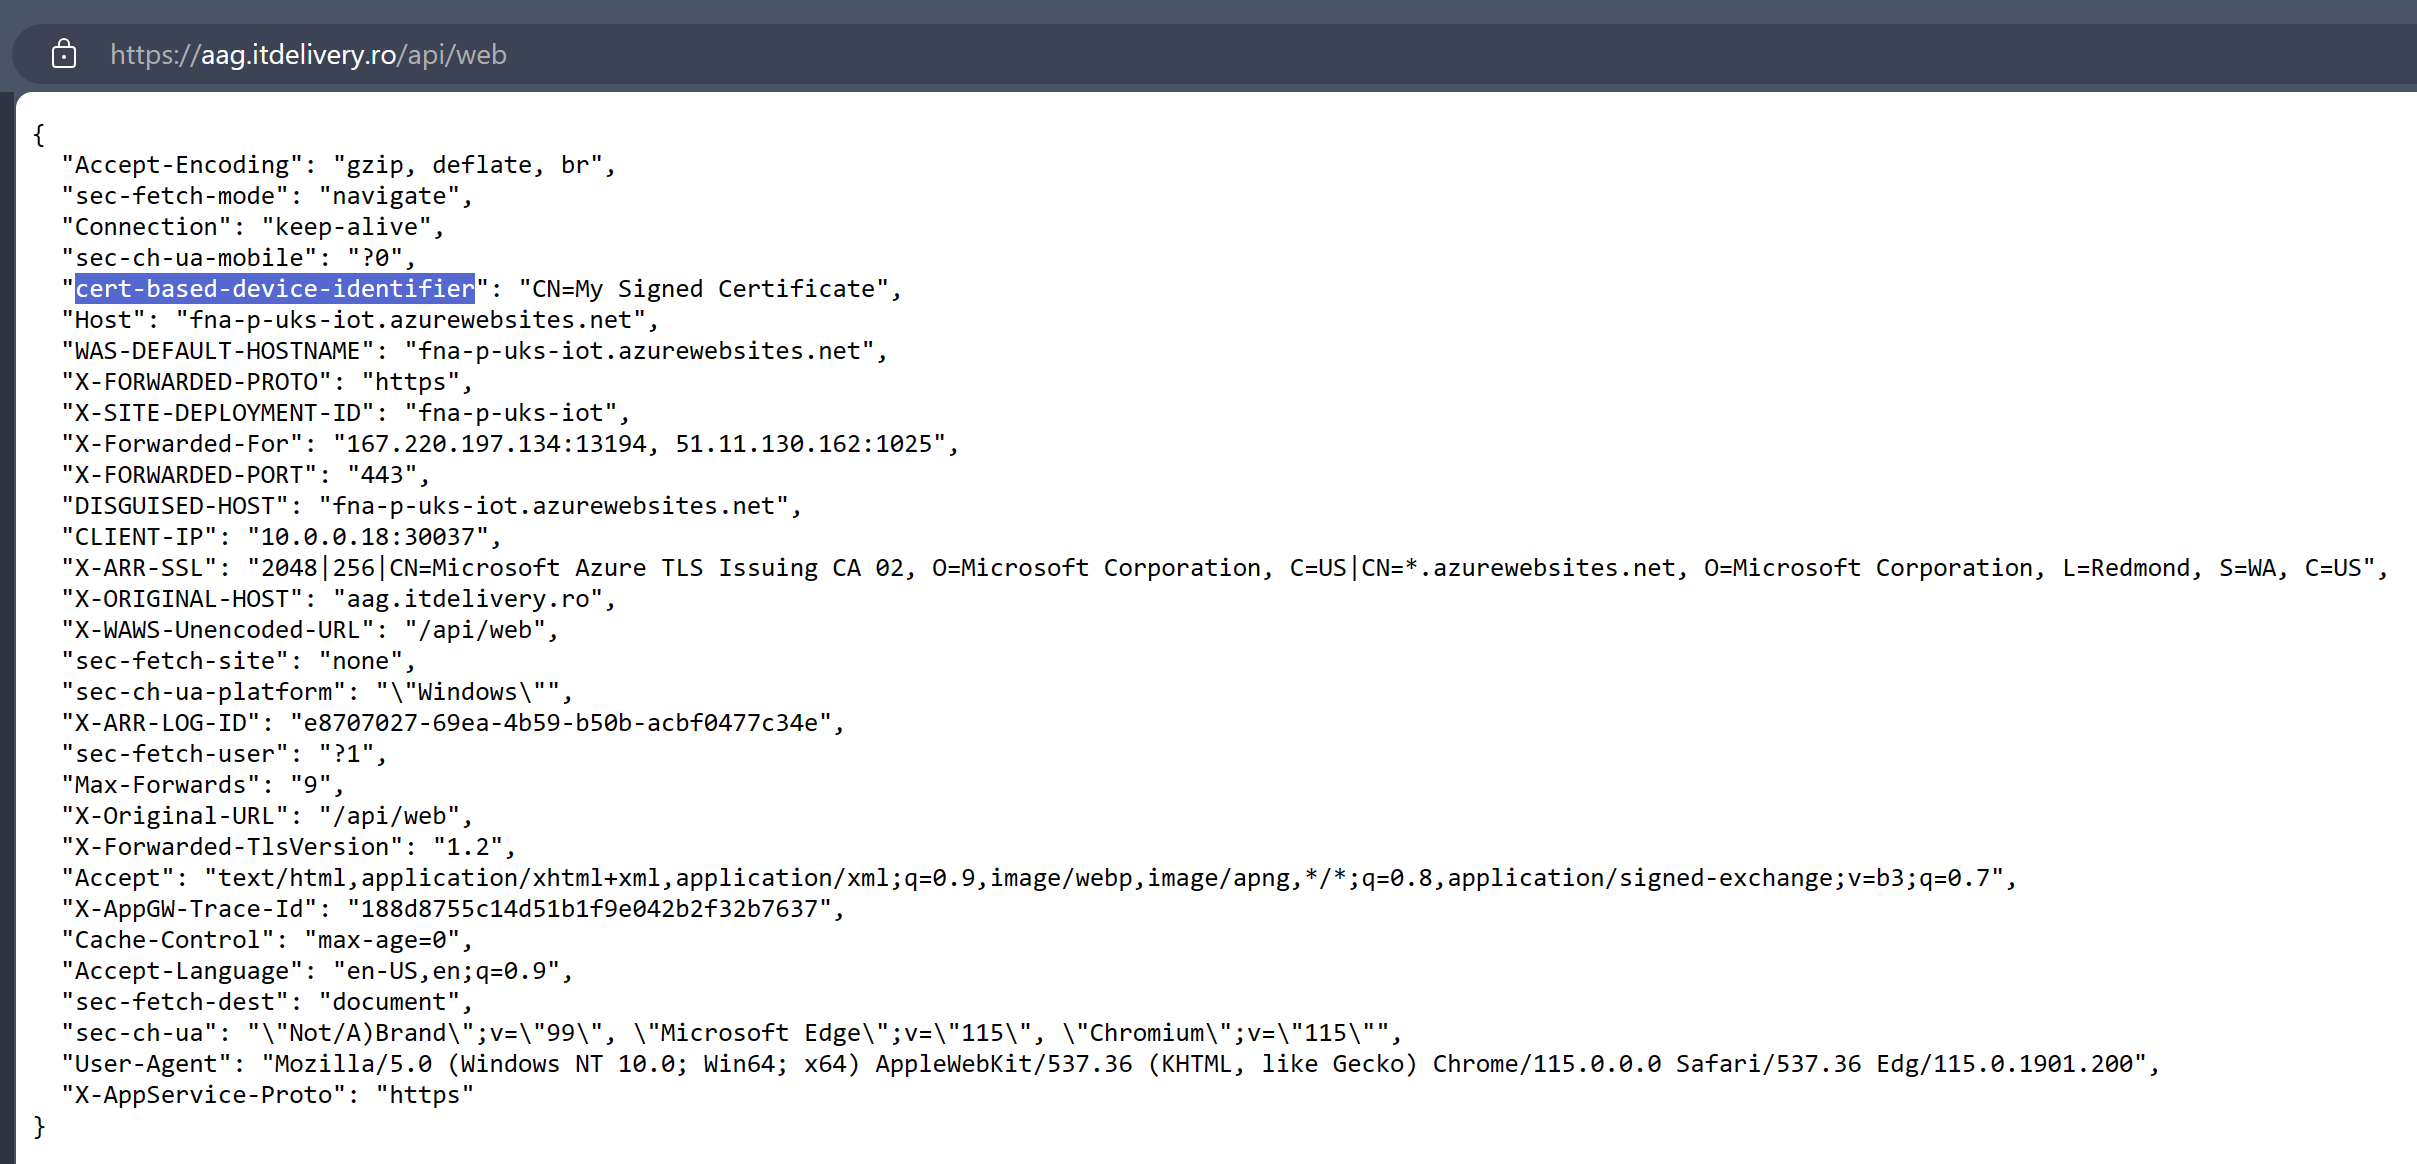 https://aag.itdelivery.ro/api/web
{
  "Accept-Encoding": "gzip, deflate, br",
  "sec-fetch-mode": "navigate",
  "Connection": "keep-alive",
  "sec-ch-ua-mobile": "?0",
  "cert-based-device-identifier": "CN=My Signed Certificate",
  "Host": "fna-p-uks-iot.azurewebsites.net",
  "WAS-DEFAULT-HOSTNAME": "fna-p-uks-iot.azurewebsites.net",
  "X-FORWARDED-PROTO": "https",
  "X-SITE-DEPLOYMENT-ID": "fna-p-uks-iot",
  "X-Forwarded-For": "167.220.197.134:13194, 51.11.130.162:1025",
  "X-FORWARDED-PORT": "443",
  "DISGUISED-HOST": "fna-p-uks-iot.azurewebsites.net",
  "CLIENT-IP": "10.0.0.18:30037",
  "X-ARR-SSL": "2048|256|CN=Microsoft Azure TLS Issuing CA 02, O=Microsoft Corporation, C=US|CN=*.azurewebsites.net, O=Microsoft Corporation, L=Redmond, S=WA, C=US",
  "X-ORIGINAL-HOST": "aag.itdelivery.ro",
  "X-WAWS-Unencoded-URL": "/api/web",
  "sec-fetch-site": "none",
  "sec-ch-ua-platform": "\"Windows\"",
  "X-ARR-LOG-ID": "e8707027-69ea-4b59-b50b-acbf0477c34e",
  "sec-fetch-user": "?1",
  "Max-Forwards": "9",
  "X-Original-URL": "/api/web",
  "X-Forwarded-TlsVersion": "1.2",
  "Accept": "text/html,application/xhtml+xml,application/xml;q=0.9,image/webp,image/apng,*/*;q=0.8,application/signed-exchange;v=b3;q=0.7",
  "X-AppGW-Trace-Id": "188d8755c14d51b1f9e042b2f32b7637",
  "Cache-Control": "max-age=0",
  "Accept-Language": "en-US,en;q=0.9",
  "sec-fetch-dest": "document",
  "sec-ch-ua": "\"Not/A)Brand\";v=\"99\", \"Microsoft Edge\";v=\"115\", \"Chromium\";v=\"115\"",
  "User-Agent": "Mozilla/5.0 (Windows NT 10.0; Win64; x64) AppleWebKit/537.36 (KHTML, like Gecko) Chrome/115.0.0.0 Safari/537.36 Edg/115.0.1901.200",
  "X-AppService-Proto": "https"
}